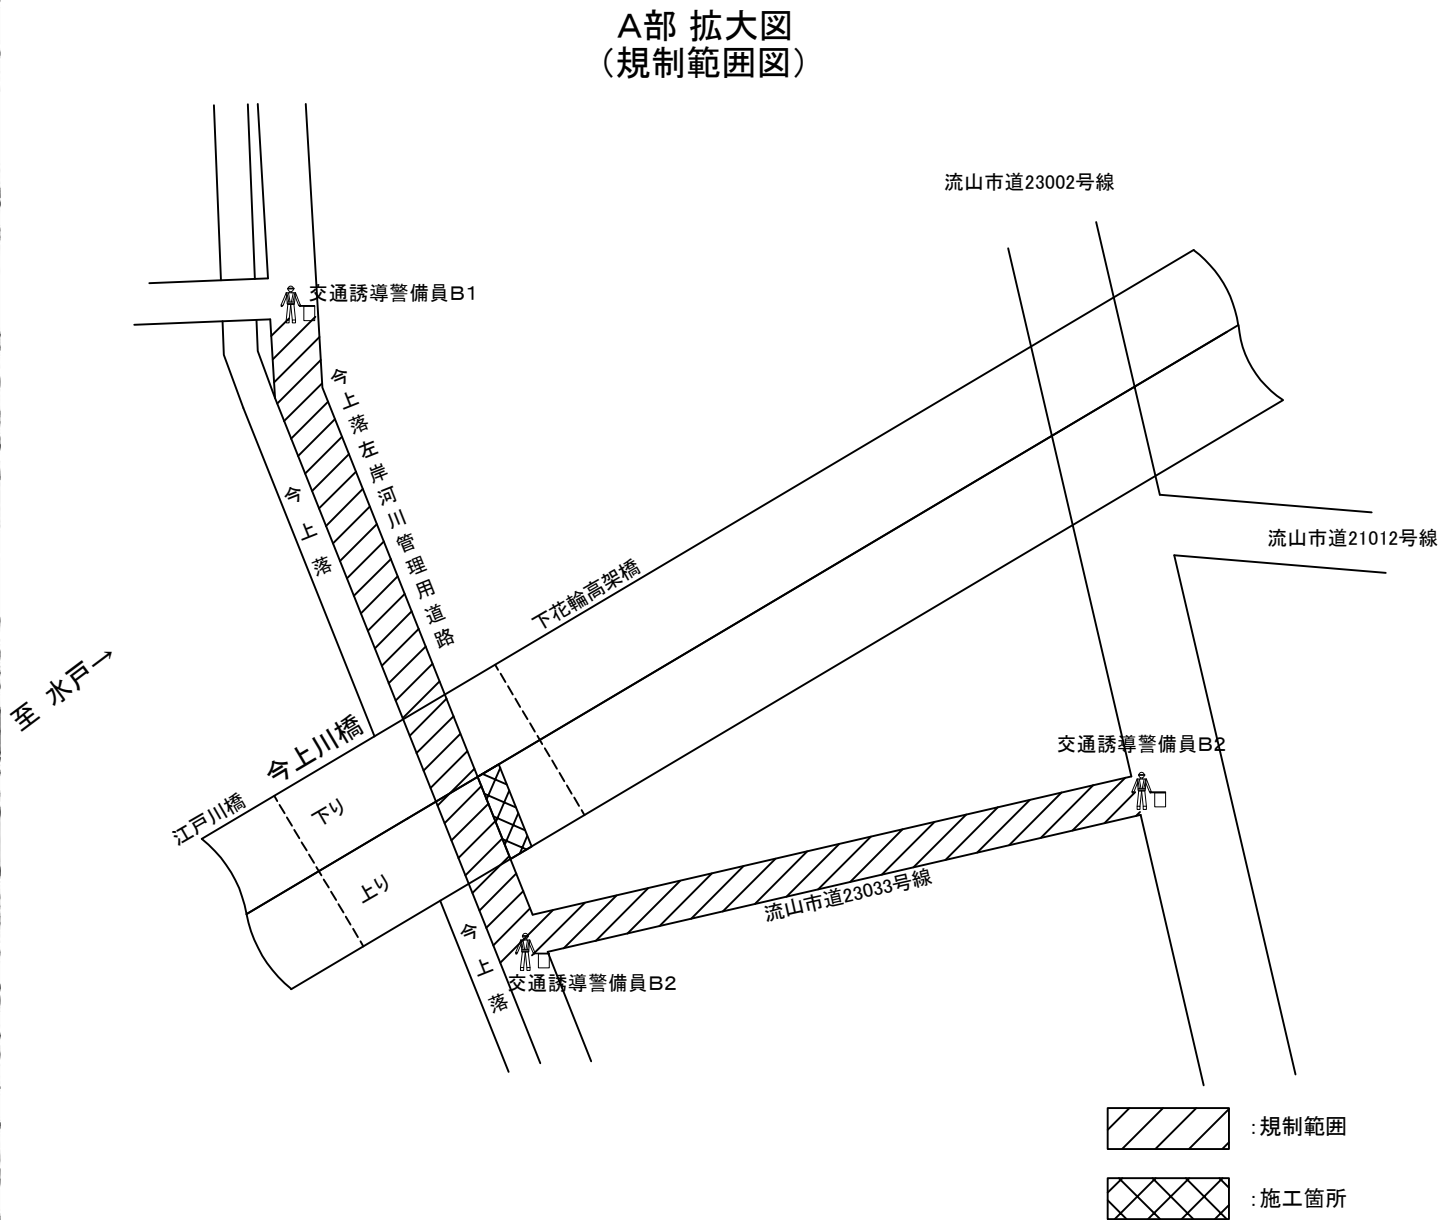 A部 拡大図
（規制範囲図）
流山市道23002号線
交通誘導警備員B1
今上落左岸河川管理用道路
今上落
流山市道21012号線
下花輪高架橋
至 水戸→
今上川橋
江戸川橋
下り
上り
交通誘導警備員B2
流山市道23033号線
今上落
交通誘導警備員B2
:規制範囲
:施工箇所